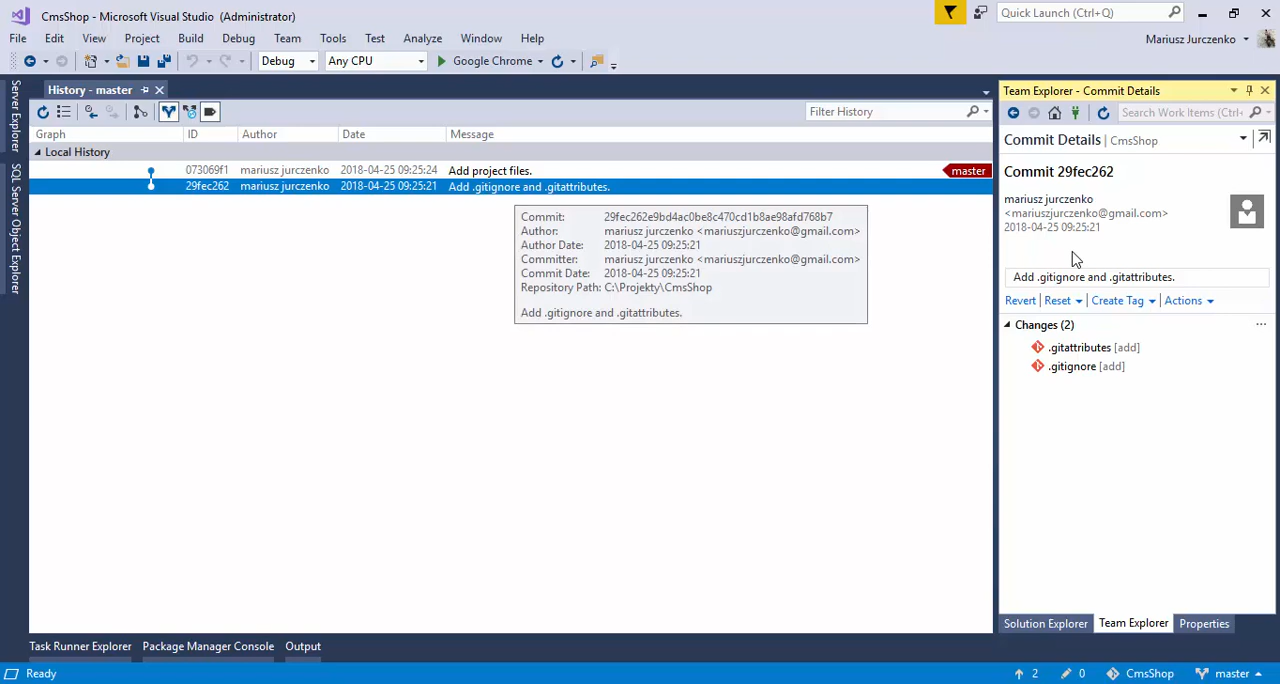 CmsShop - Microsoft Visual Studio (Administrator)
Quick Launch (Ctrl+Q)
File Edit View Project Build Debug Team Tools Test Analyze Window Help
Mariusz Jurczenko
Debug Any CPU Google Chrome
Server Explorer
SQL Server Object Explorer
History - master
Filter History
Graph ID Author Date Message
Local History
073069f1 mariusz jurczenko 2018-04-25 09:25:24 Add project files. master
29fec262 mariusz jurczenko 2018-04-25 09:25:21 Add .gitignore and .gitattributes.
Commit: 29fec262e9bd4ac0be8c470cd1b8ae98afd768b7
Author: mariusz jurczenko <mariuszjurczenko@gmail.com>
Author Date: 2018-04-25 09:25:21
Committer: mariusz jurczenko <mariuszjurczenko@gmail.com>
Commit Date: 2018-04-25 09:25:21
Repository Path: C:\Projekty\CmsShop
Add .gitignore and .gitattributes.
Team Explorer - Commit Details
Search Work Items (Ctrl+
Commit Details | CmsShop
Commit 29fec262
mariusz jurczenko
<mariuszjurczenko@gmail.com>
2018-04-25 09:25:21
Add .gitignore and .gitattributes.
Revert | Reset | Create Tag | Actions
Changes (2)
...
.gitattributes [add]
.gitignore [add]
Solution Explorer Team Explorer Properties
Task Runner Explorer Package Manager Console Output
Ready 2 0 CmsShop master